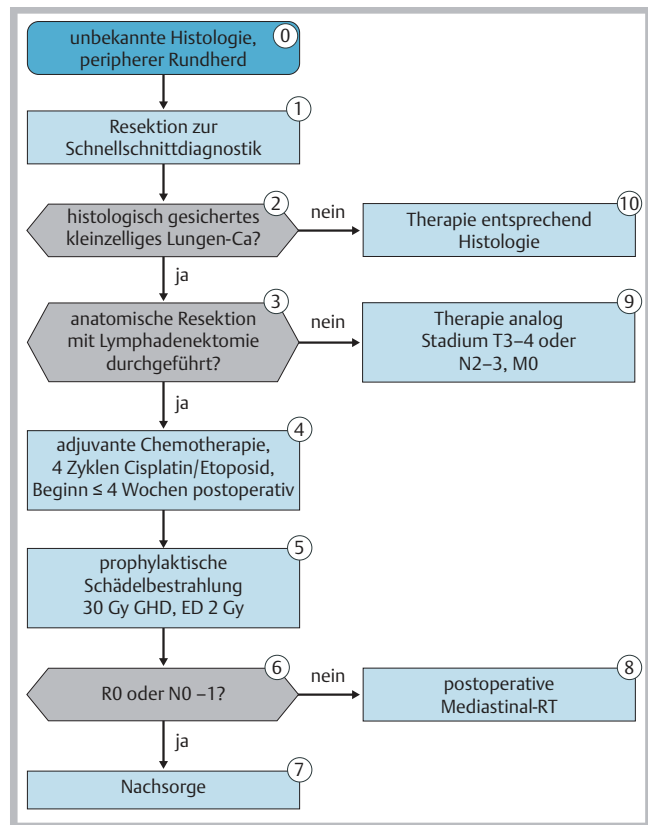 unbekannte Histologie,
peripherer Rundherd
0
Resektion zur
Schnellschnittdiagnostik
1
histologisch gesichertes
kleinzelliges Lungen-Ca?
2
nein
Therapie entsprechend
Histologie
10
ja
anatomische Resektion
mit Lymphadenektomie
durchgeführt?
3
nein
Therapie analog
Stadium T3–4 oder
N2–3, M0
9
ja
adjuvante Chemotherapie,
4 Zyklen Cisplatin/Etoposid,
Beginn ≤ 4 Wochen postoperativ
4
prophylaktische
Schädelbestrahlung
30 Gy GHD, ED 2 Gy
5
R0 oder N0 –1?
6
nein
postoperative
Mediastinal-RT
8
ja
Nachsorge
7